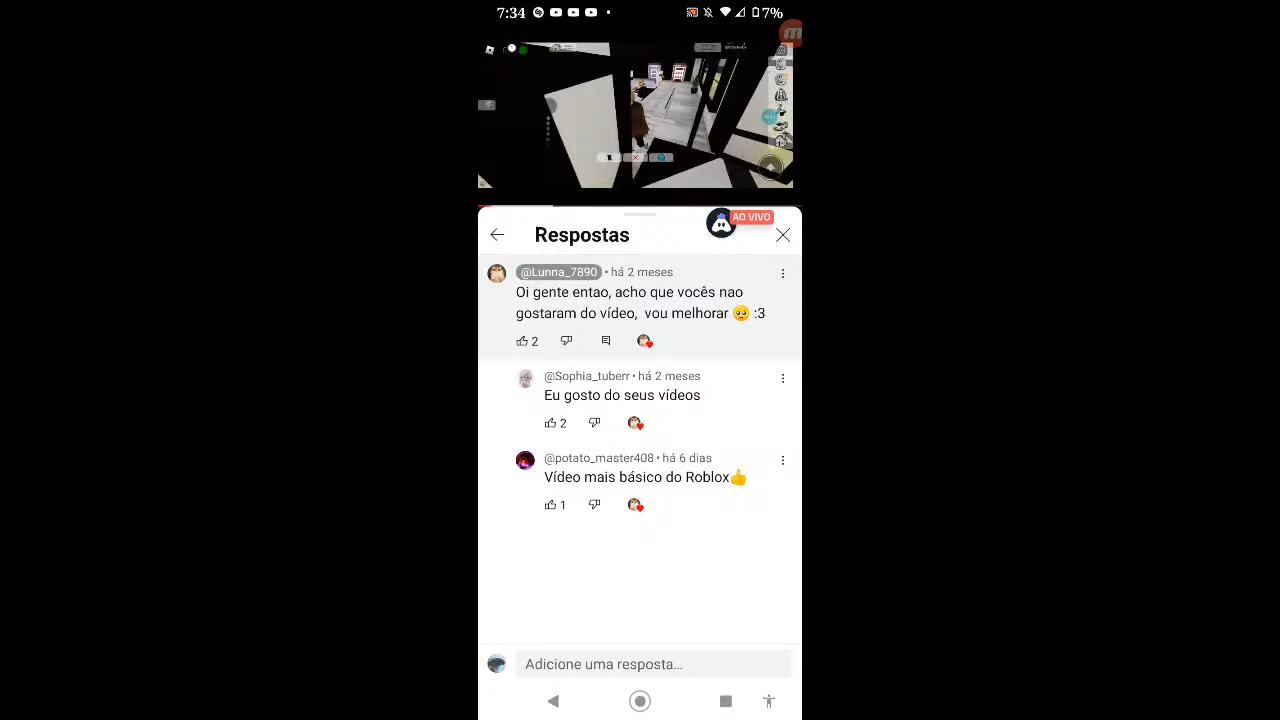 7:34
7%
Respostas
AO VIVO
@Lunna_7890 • há 2 meses
Oi gente entao, acho que vocês nao
gostaram do vídeo, vou melhorar 🥺 :3
2
@Sophia_tuberr • há 2 meses
Eu gosto do seus vídeos
2
@potato_master408 • há 6 dias
Vídeo mais básico do Roblox👍
1
Adicione uma resposta...